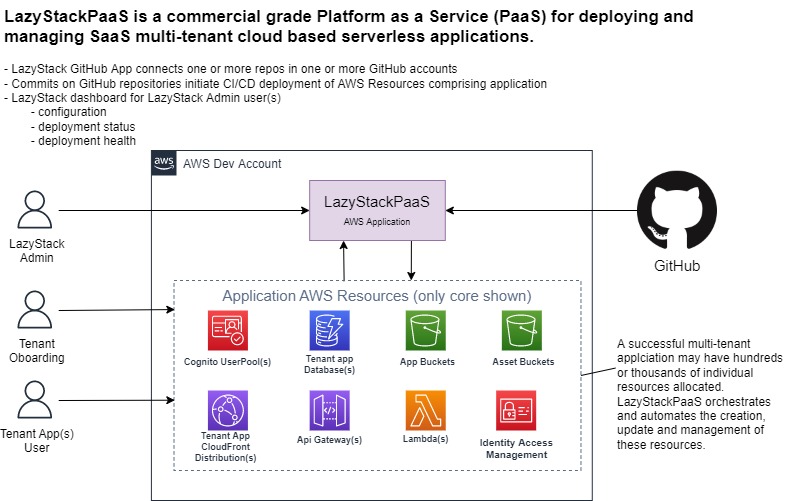 LazyStackPaaS is a commercial grade Platform as a Service (PaaS) for deploying and
managing SaaS multi-tenant cloud based serverless applications.
- LazyStack GitHub App connects one or more repos in one or more GitHub accounts
- Commits on GitHub repositories initiate CI/CD deployment of AWS Resources comprising application
- LazyStack dashboard for LazyStack Admin user(s)
- configuration
- deployment status
- deployment health
aws
AWS Dev Account
LazyStackPaaS
AWS Application
LazyStack
Admin
GitHub
Application AWS Resources (only core shown)
Tenant
Oboarding
Cognito UserPool(s)
Tenant app
Database(s)
App Buckets
Asset Buckets
Tenant App(s)
User
Tenant App
CloudFront
Distribution(s)
Api Gateway(s)
Lambda(s)
Identity Access
Management
A successful multi-tenant
applciation may have hundreds
or thousands of individual
resources allocated.
LazyStackPaaS orchestrates
and automates the creation,
update and management of
these resources.